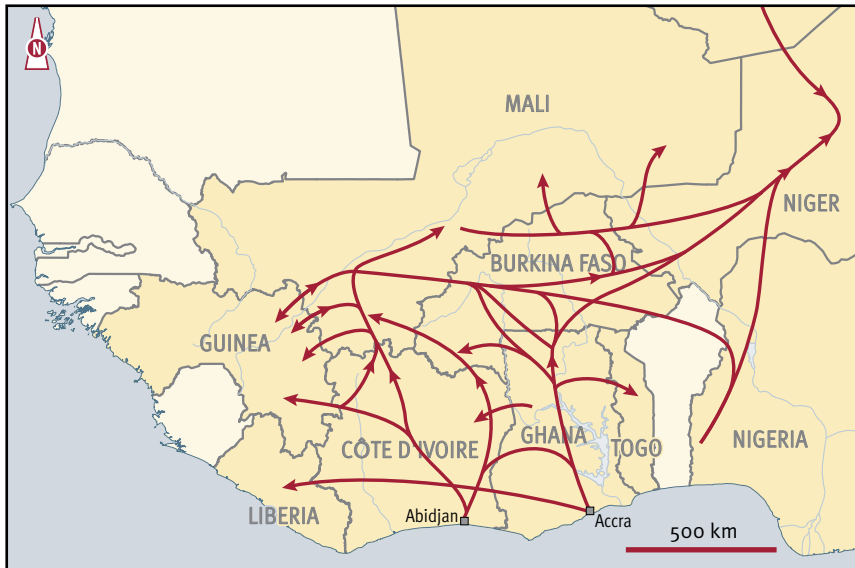 N
MALI
NIGER
BURKINA FASO
GUINEA
CÔTE D'IVOIRE
GHANA
TOGO
NIGERIA
LIBERIA
Abidjan
Accra
500 km